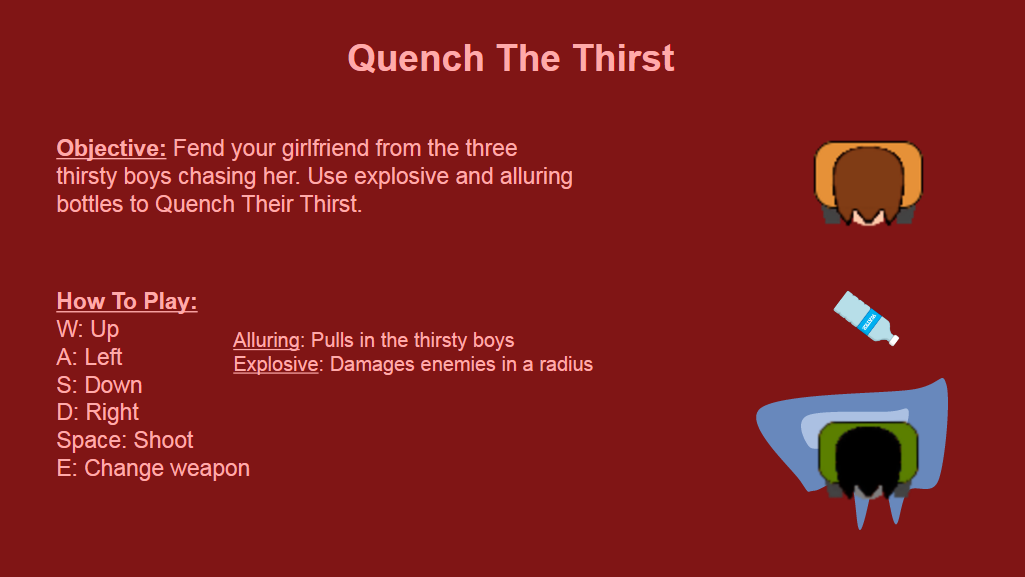 Quench The Thirst
Objective: Fend your girlfriend from the three
thirsty boys chasing her. Use explosive and alluring
bottles to Quench Their Thirst.
How To Play:
W: Up
A: Left
S: Down
D: Right
Space: Shoot
E: Change weapon
Alluring: Pulls in the thirsty boys
Explosive: Damages enemies in a radius